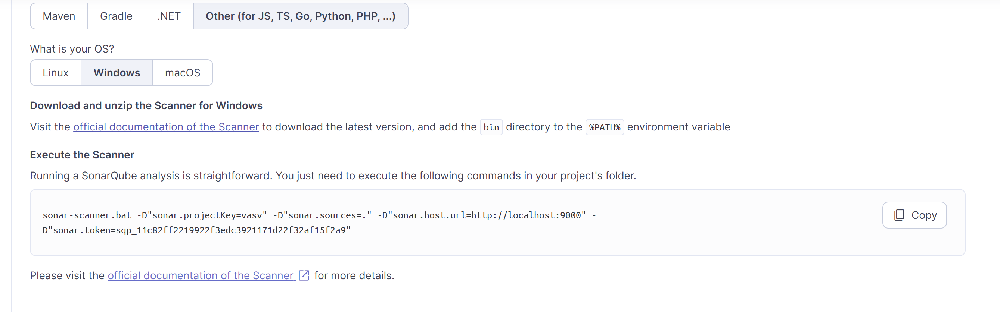 Maven Gradle .NET Other (for JS, TS, Go, Python, PHP, ...)
What is your OS?
Linux Windows macOS
Download and unzip the Scanner for Windows
Visit the official documentation of the Scanner to download the latest version, and add the bin directory to the %PATH% environment variable
Execute the Scanner
Running a SonarQube analysis is straightforward. You just need to execute the following commands in your project's folder.
sonar-scanner.bat -D"sonar.projectKey=vasv" -D"sonar.sources=." -D"sonar.host.url=http://localhost:9000" -
D"sonar.token=sqp_11c82ff2219922f3edc3921171d22f32af15f2a9"
Copy
Please visit the official documentation of the Scanner for more details.